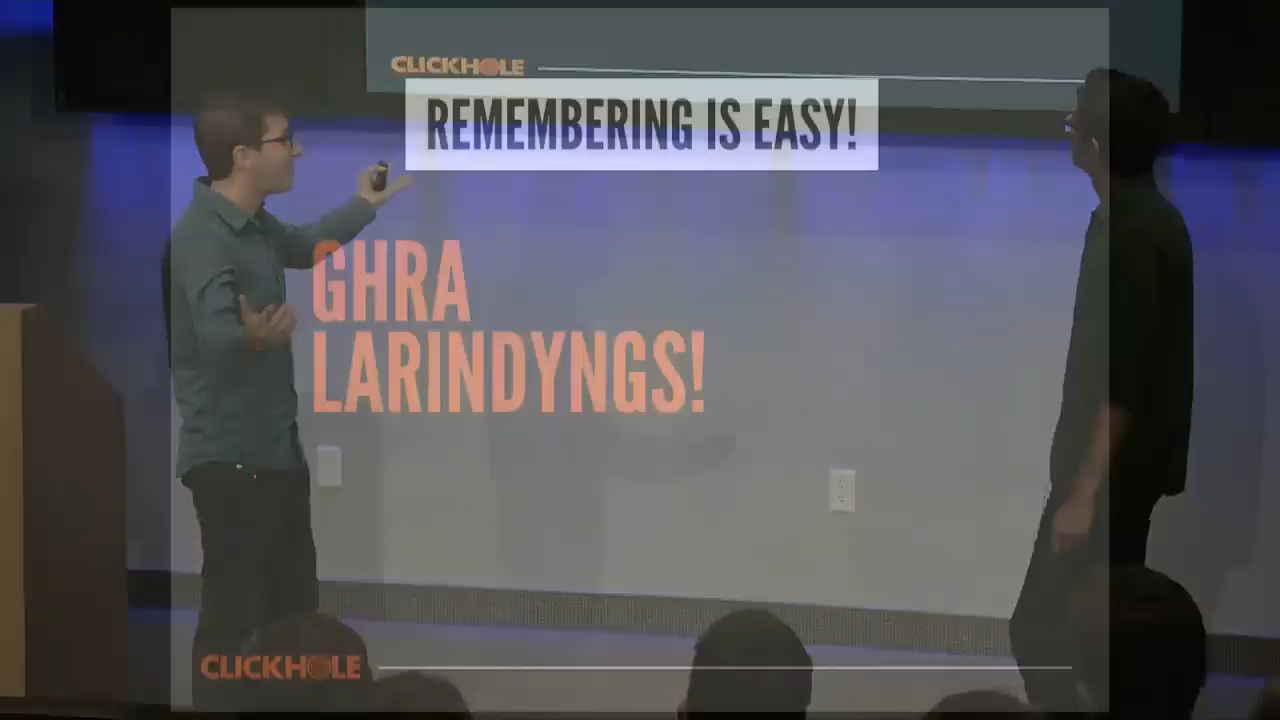 CLICKHOLE
REMEMBERING IS EASY!
GHRA
LARINDYNGS!
CLICKHOLE